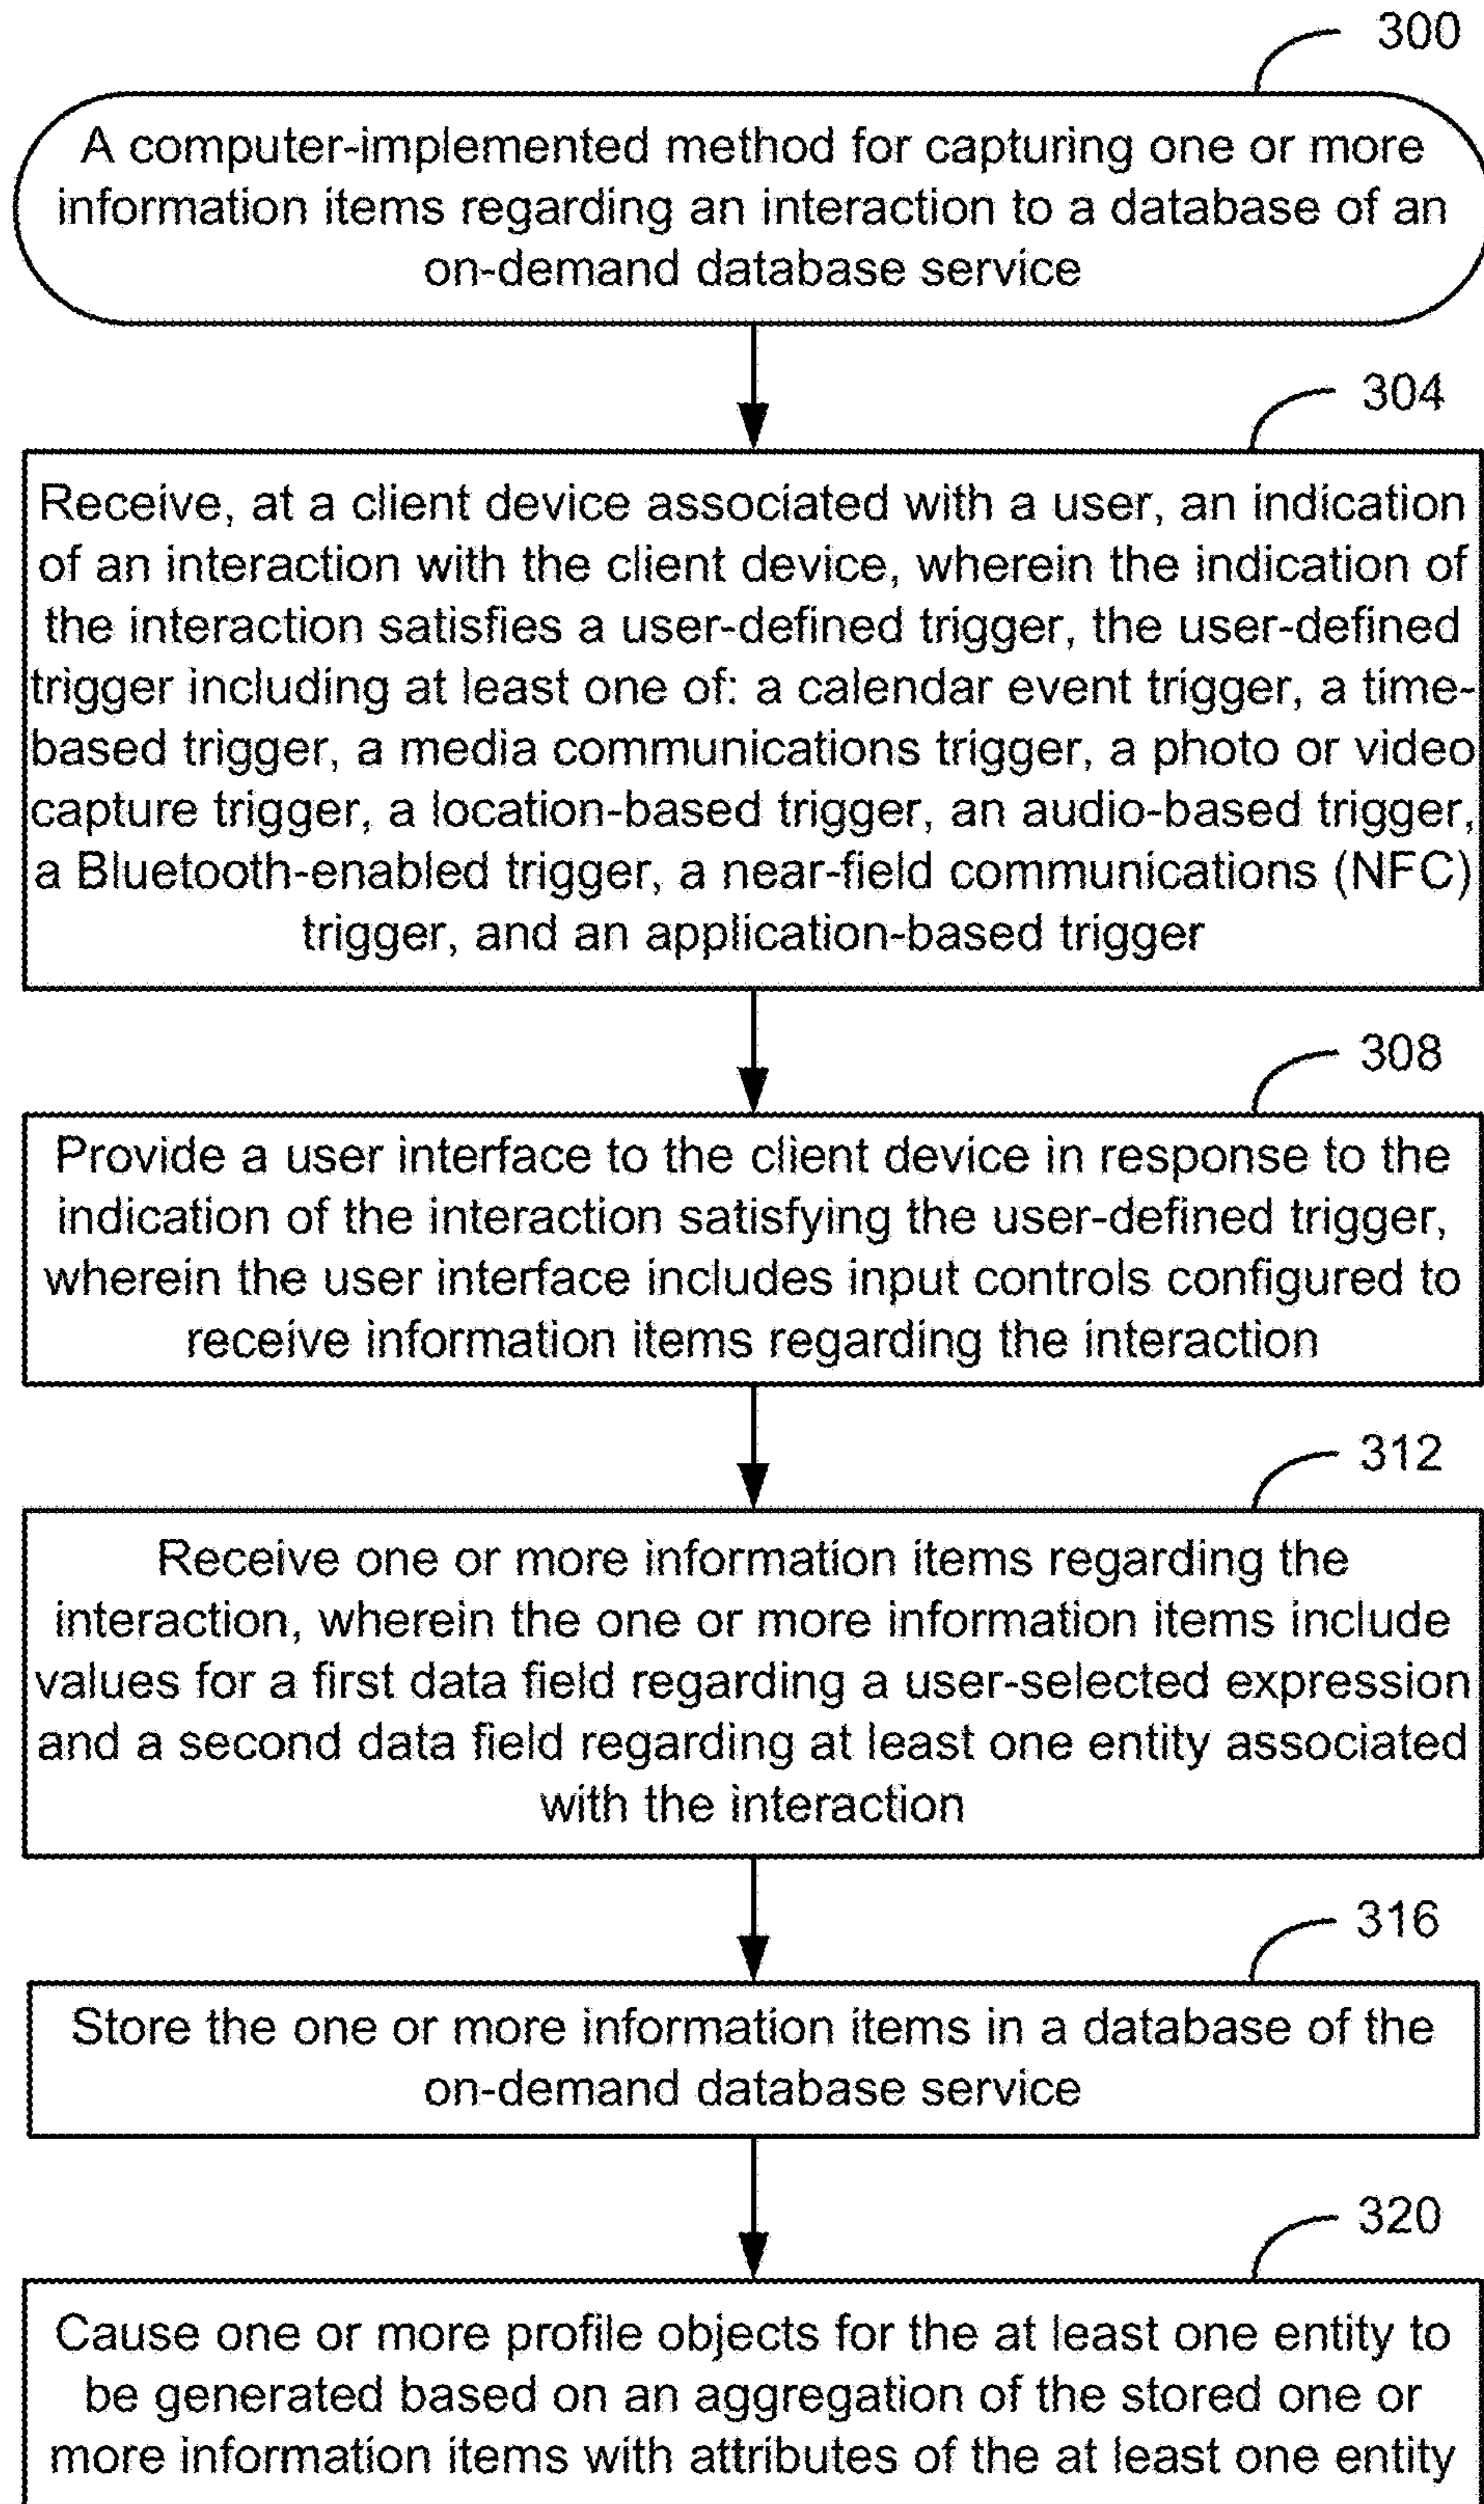 300
A computer-implemented method for capturing one or more
information items regarding an interaction to a database of an
on-demand database service
304
Receive, at a client device associated with a user, an indication
of an interaction with the client device, wherein the indication of
the interaction satisfies a user-defined trigger, the user-defined
trigger including at least one of: a calendar event trigger, a time-
based trigger, a media communications trigger, a photo or video
capture trigger, a location-based trigger, an audio-based trigger,
a Bluetooth-enabled trigger, a near-field communications (NFC)
trigger, and an application-based trigger
308
Provide a user interface to the client device in response to the
indication of the interaction satisfying the user-defined trigger,
wherein the user interface includes input controls configured to
receive information items regarding the interaction
312
Receive one or more information items regarding the
interaction, wherein the one or more information items include
values for a first data field regarding a user-selected expression
and a second data field regarding at least one entity associated
with the interaction
316
Store the one or more information items in a database of the
on-demand database service
320
Cause one or more profile objects for the at least one entity to
be generated based on an aggregation of the stored one or
more information items with attributes of the at least one entity